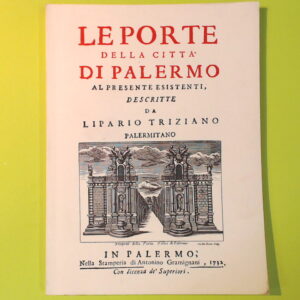 LE PORTE
DELLA CITTA'
DI PALERMO
AL PRESENTE ESISTENTI,
DESCRITTE
DA
LIPARIO TRIZIANO
PALERMITANO
IN PALERMO;
Nella Stamperia di Antonino Gramignani, 1732.
Con licenza de' Superiori.